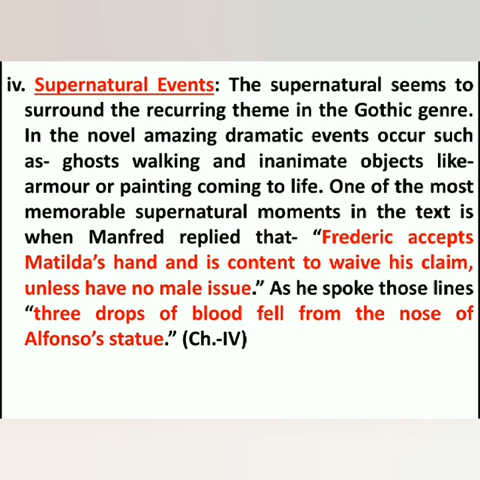 iv. Supernatural Events: The supernatural seems to
surround the recurring theme in the Gothic genre.
In the novel amazing dramatic events occur such
as- ghosts walking and inanimate objects like-
armour or painting coming to life. One of the most
memorable supernatural moments in the text is
when Manfred replied that- “Frederic accepts
Matilda’s hand and is content to waive his claim,
unless have no male issue.” As he spoke those lines
“three drops of blood fell from the nose of
Alfonso’s statue.” (Ch.-IV)